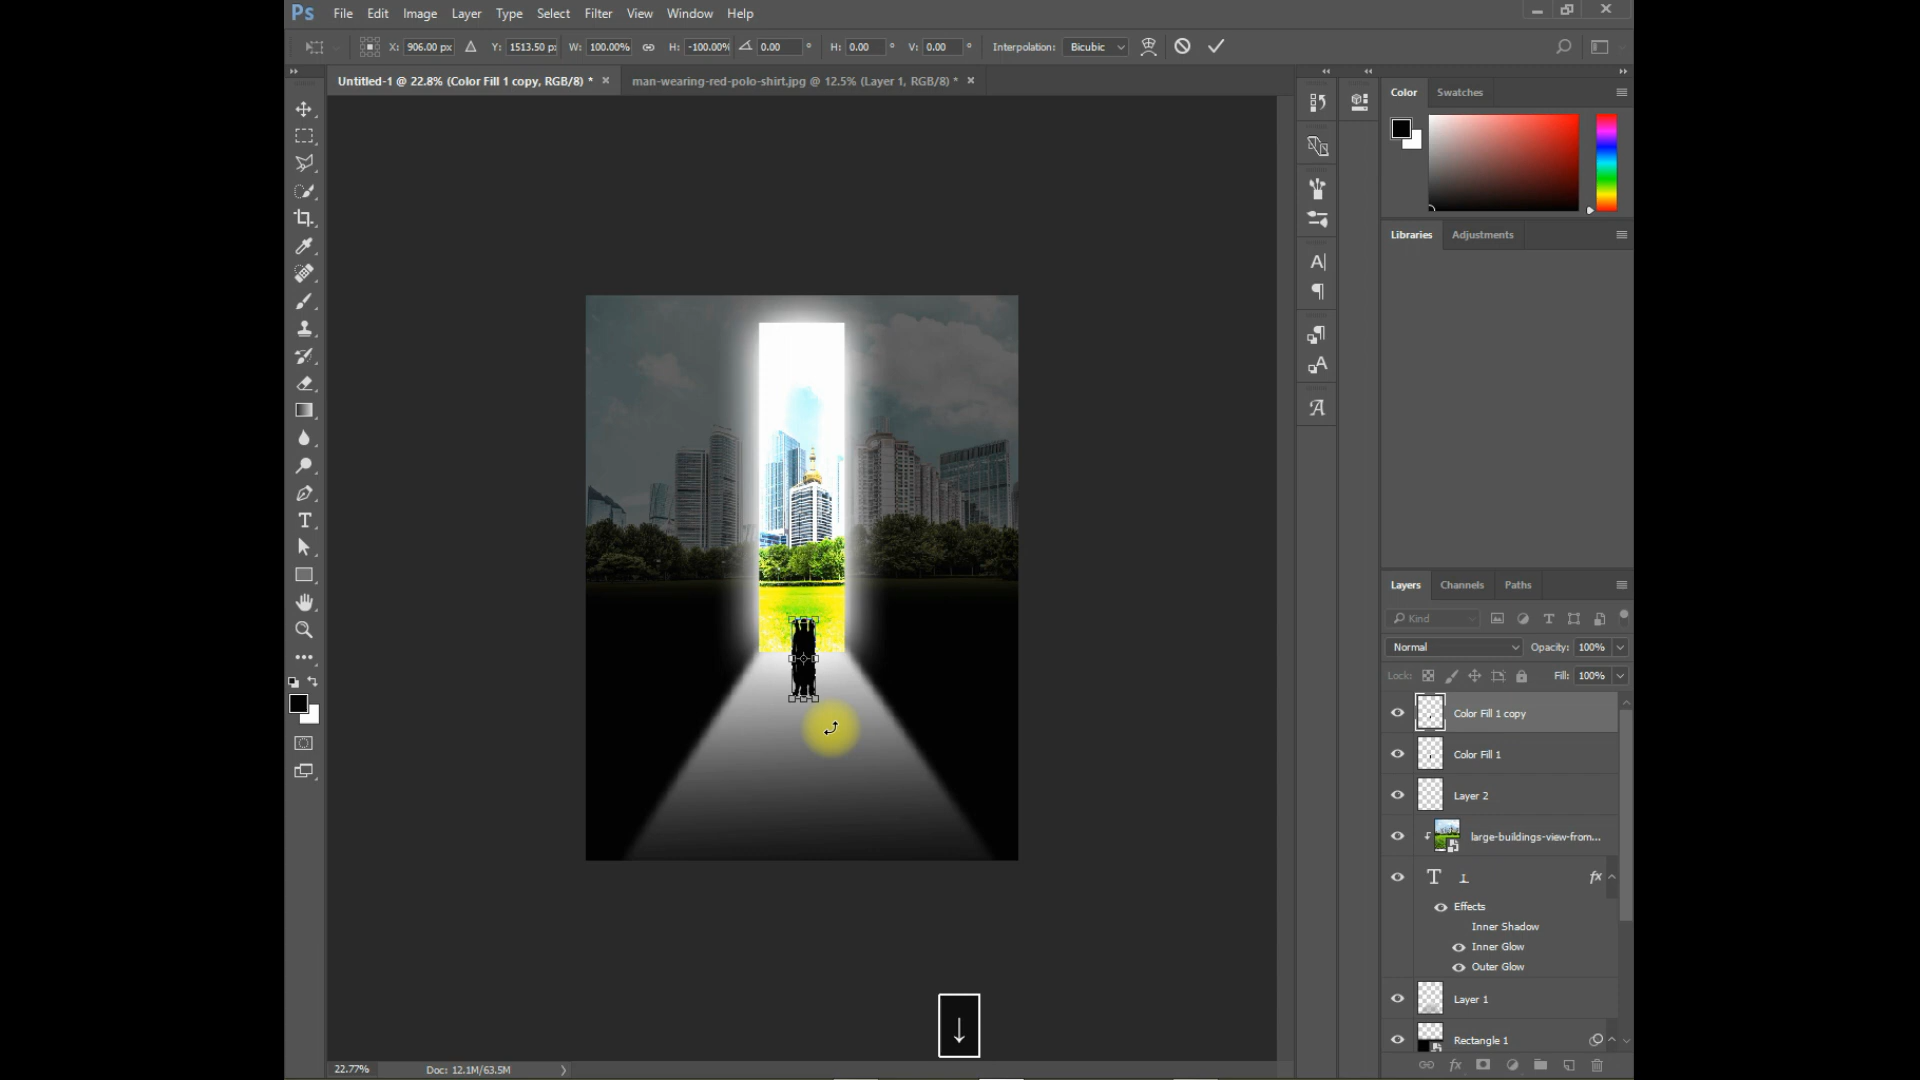 Ps File Edit Image Layer Type Select Filter View Window Help
X: 906.00 px Y: 1513.50 p: W: 100.00% H: -100.00% 0.00 ° H: 0.00 ° V: 0.00 ° Interpolation: Bicubic
Untitled-1 @ 22.8% (Color Fill 1 copy, RGB/8) * man-wearing-red-polo-shirt.jpg @ 12.5% (Layer 1, RGB/8) *
Color Swatches
Libraries Adjustments
Layers Channels Paths
Kind
Normal Opacity: 100%
Lock: Fill: 100%
Color Fill 1 copy
Color Fill 1
Layer 2
large-buildings-view-from...
T fx
Effects
Inner Shadow
Inner Glow
Outer Glow
Layer 1
Rectangle 1
↓
22.77% Doc: 12.1M/63.5M
fx